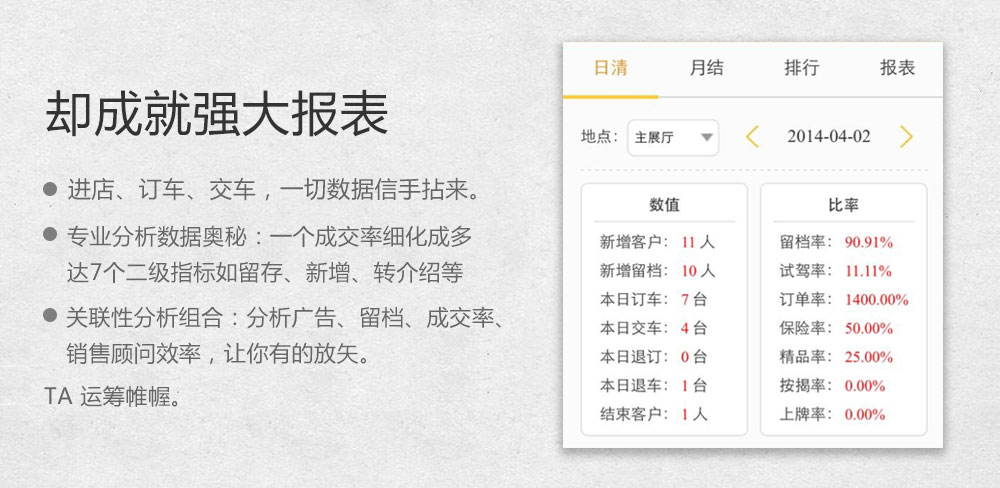 却成就强大报表
进店、订车、交车，一切数据信手拈来。
专业分析数据奥秘：一个成交率细化成多
达7个二级指标如留存、新增、转介绍等
关联性分析组合：分析广告、留档、成交率、
销售顾问效率，让你有的放矢。
TA 运筹帷幄。
日清 月结 排行 报表
地点： 主展厅 2014-04-02
数值
新增客户： 11 人
新增留档： 10 人
本日订车： 7 台
本日交车： 4 台
本日退订： 0 台
本日退车： 1 台
结束客户： 1 人
比率
留档率： 90.91%
试驾率： 11.11%
订单率： 1400.00%
保险率： 50.00%
精品率： 25.00%
按揭率： 0.00%
上牌率： 0.00%